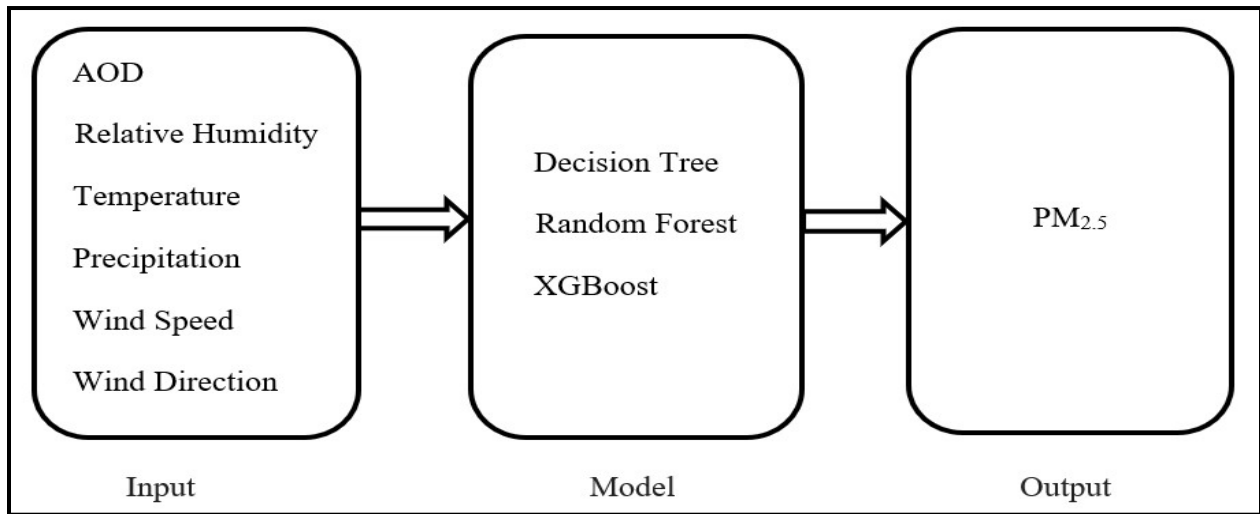 AOD
Relative Humidity
Temperature
Precipitation
Wind Speed
Wind Direction
Input
Decision Tree
Random Forest
XGBoost
Model
PM₂.₅
Output